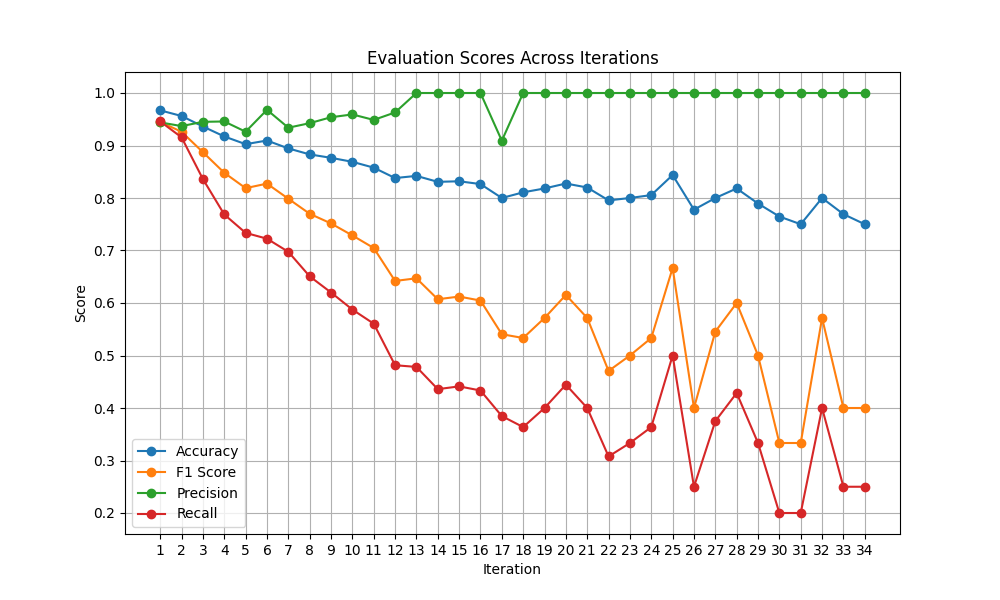 Evaluation Scores Across Iterations
1.0
0.9
0.8
0.7
0.6
0.5
0.4
0.3
0.2
Score
Accuracy
F1 Score
Precision
Recall
1 2 3 4 5 6 7 8 9 10 11 12 13 14 15 16 17 18 19 20 21 22 23 24 25 26 27 28 29 30 31 32 33 34
Iteration